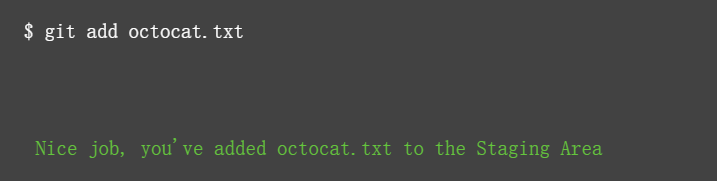 $ git add octocat.txt
Nice job, you've added octocat.txt to the Staging Area